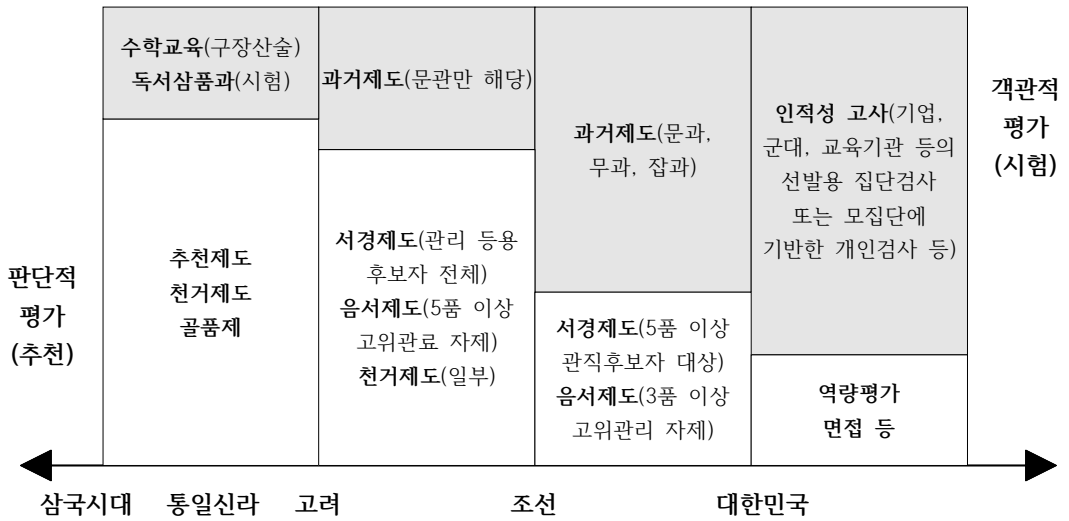 수학교육(구장산술)
독서삼품과(시험)
추천제도
천거제도
골품제
과거제도(문관만 해당)
서경제도(관리 등용
후보자 전체)
음서제도(5품 이상
고위관료 자제)
천거제도(일부)
과거제도(문과,
무과, 잡과)
서경제도(5품 이상
관직후보자 대상)
음서제도(3품 이상
고위관리 자제)
인적성 고사(기업,
군대, 교육기관 등의
선발용 집단검사
또는 모집단에
기반한 개인검사 등)
역량평가
면접 등
판단적
평가
(추천)
객관적
평가
(시험)
삼국시대 통일신라 고려 조선 대한민국